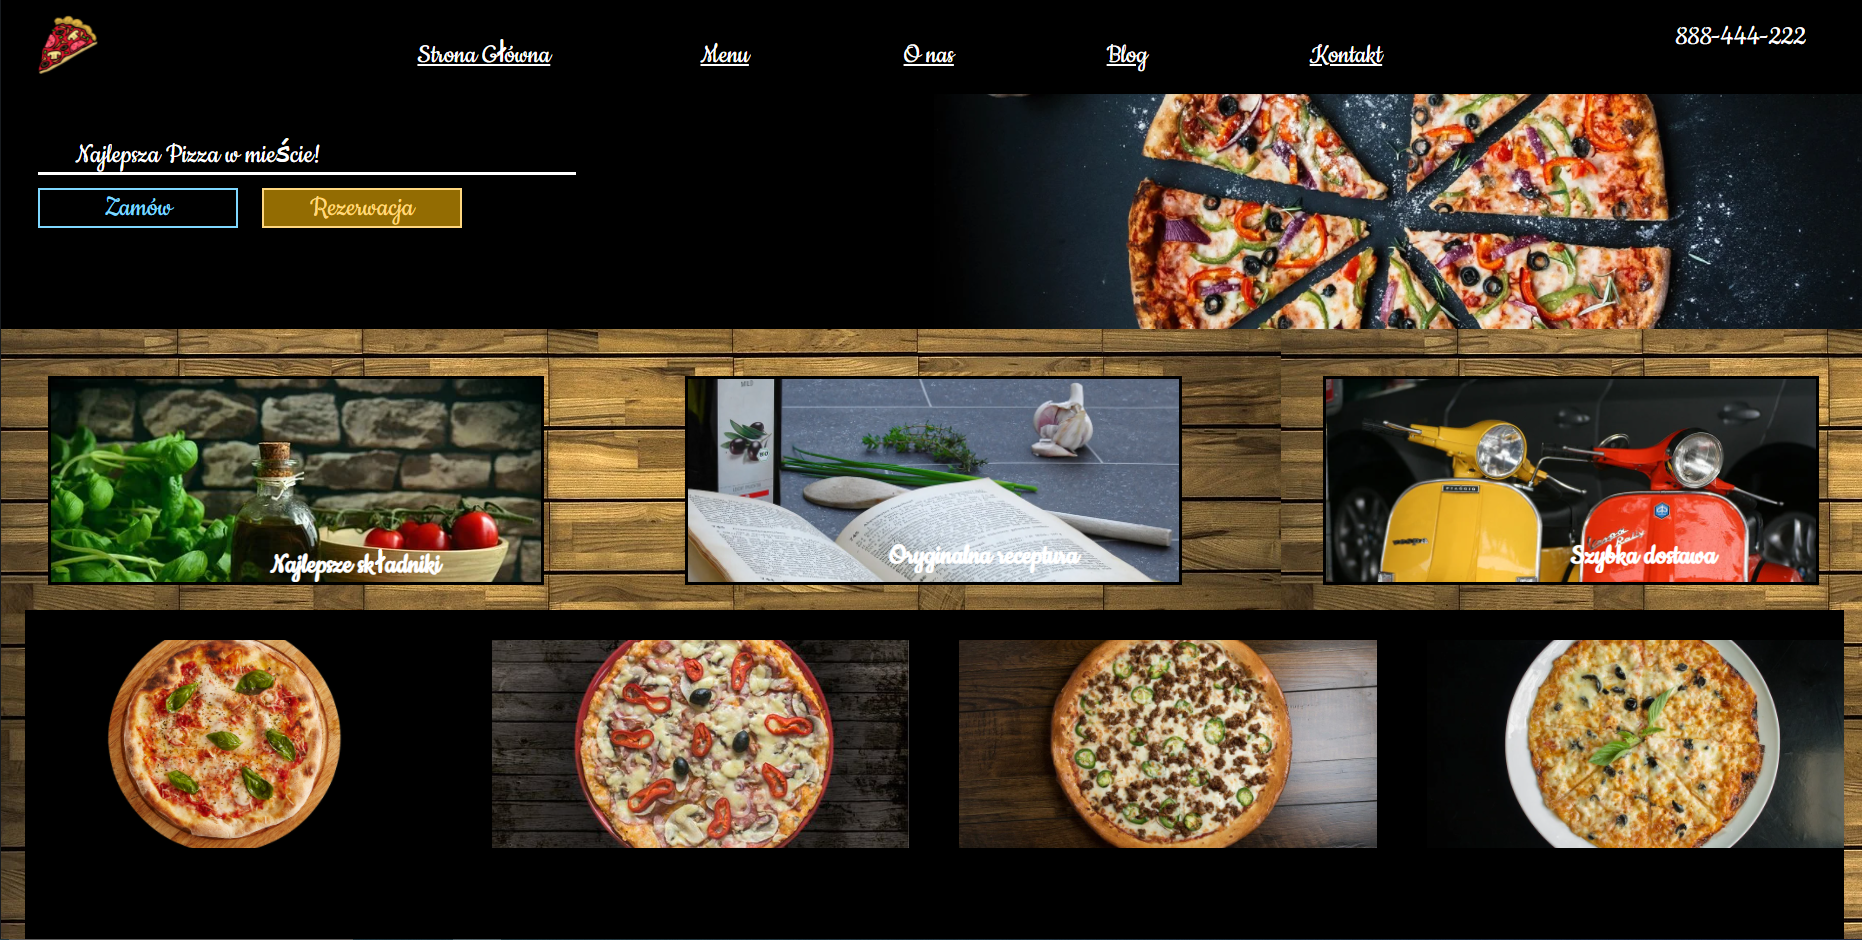 Strona Główna
Menu
O nas
Blog
Kontakt
888-444-222
Najlepsza Pizza w mieŚcie!
Zamów
Rezerwacja
Najlepsze składniki
Oryginalna receptura
Szybka dostawa